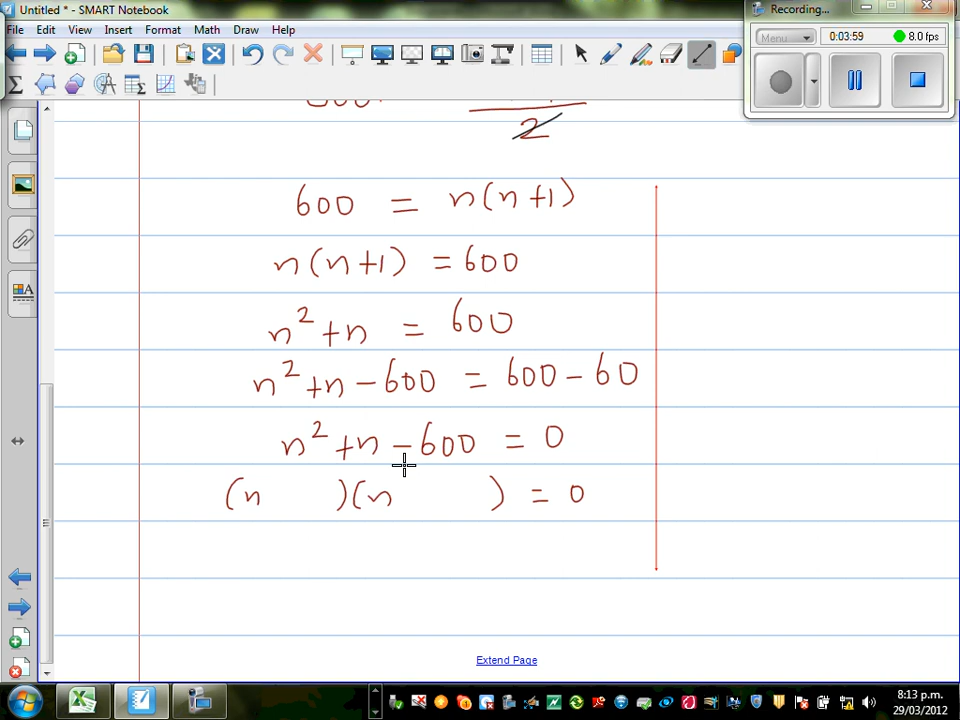 Untitled * - SMART Notebook
Recording...
File Edit View Insert Format Math Draw Help
Menu 0:03:59 8.0 fps
2
600 = n(n+1)
n(n+1) = 600
n² + n = 600
n² + n - 600 = 600 - 60
n² + n - 600 = 0
(n )(n ) = 0
Extend Page
8:13 p.m.
29/03/2012